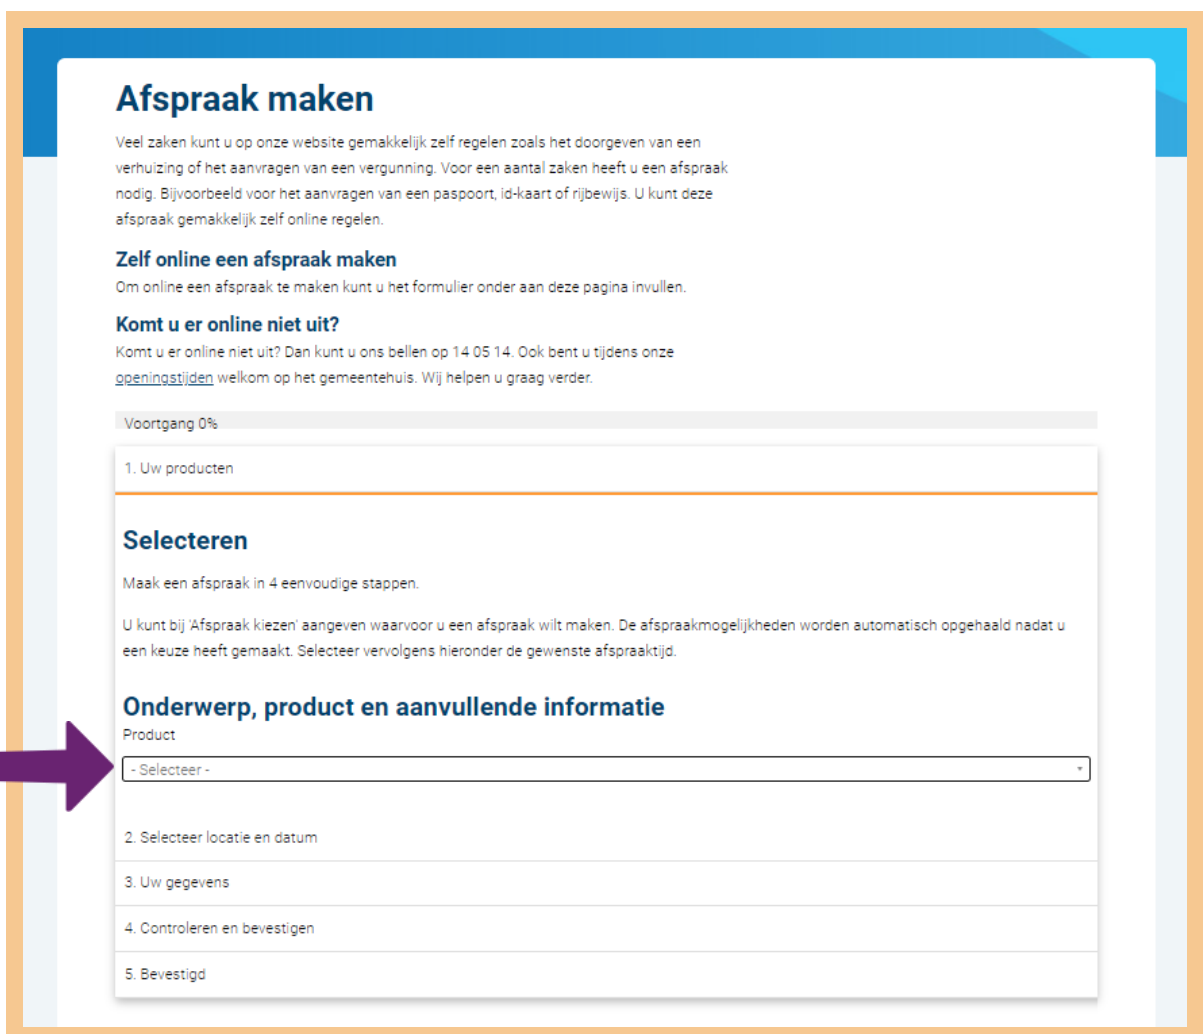 Afspraak maken
Veel zaken kunt u op onze website gemakkelijk zelf regelen zoals het doorgeven van een
verhuizing of het aanvragen van een vergunning. Voor een aantal zaken heeft u een afspraak
nodig. Bijvoorbeeld voor het aanvragen van een paspoort, id-kaart of rijbewijs. U kunt deze
afspraak gemakkelijk zelf online regelen.
Zelf online een afspraak maken
Om online een afspraak te maken kunt u het formulier onder aan deze pagina invullen.
Komt u er online niet uit?
Komt u er online niet uit? Dan kunt u ons bellen op 14 05 14. Ook bent u tijdens onze
openingstijden welkom op het gemeentehuis. Wij helpen u graag verder.
Voortgang 0%
1. Uw producten
Selecteren
Maak een afspraak in 4 eenvoudige stappen.
U kunt bij 'Afspraak kiezen' aangeven waarvoor u een afspraak wilt maken. De afspraakmogelijkheden worden automatisch opgehaald nadat u
een keuze heeft gemaakt. Selecteer vervolgens hieronder de gewenste afspraaktijd.
Onderwerp, product en aanvullende informatie
Product
- Selecteer -
2. Selecteer locatie en datum
3. Uw gegevens
4. Controleren en bevestigen
5. Bevestigd